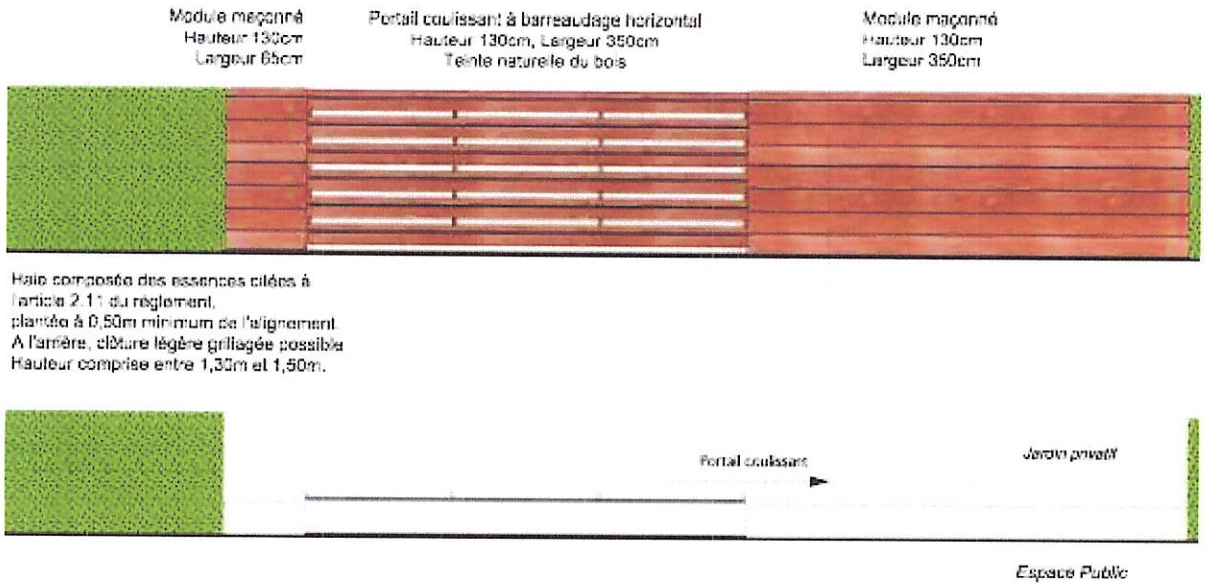 Module maçonné
Hauteur 130cm
Largeur 65cm
Portail coulissant à barreaudage horizontal
Hauteur 130cm, Largeur 350cm
Teinte naturelle du bois
Module maçonné
Hauteur 130cm
Largeur 350cm
Haie composée des essences citées à
l'article 2.11 du règlement,
plantée à 0,50m minimum de l'alignement.
A l'arrière, clôture légère grillagée possible
Hauteur comprise entre 1,30m et 1,50m.
Portail coulissant
Jardin privatif
Espace Public